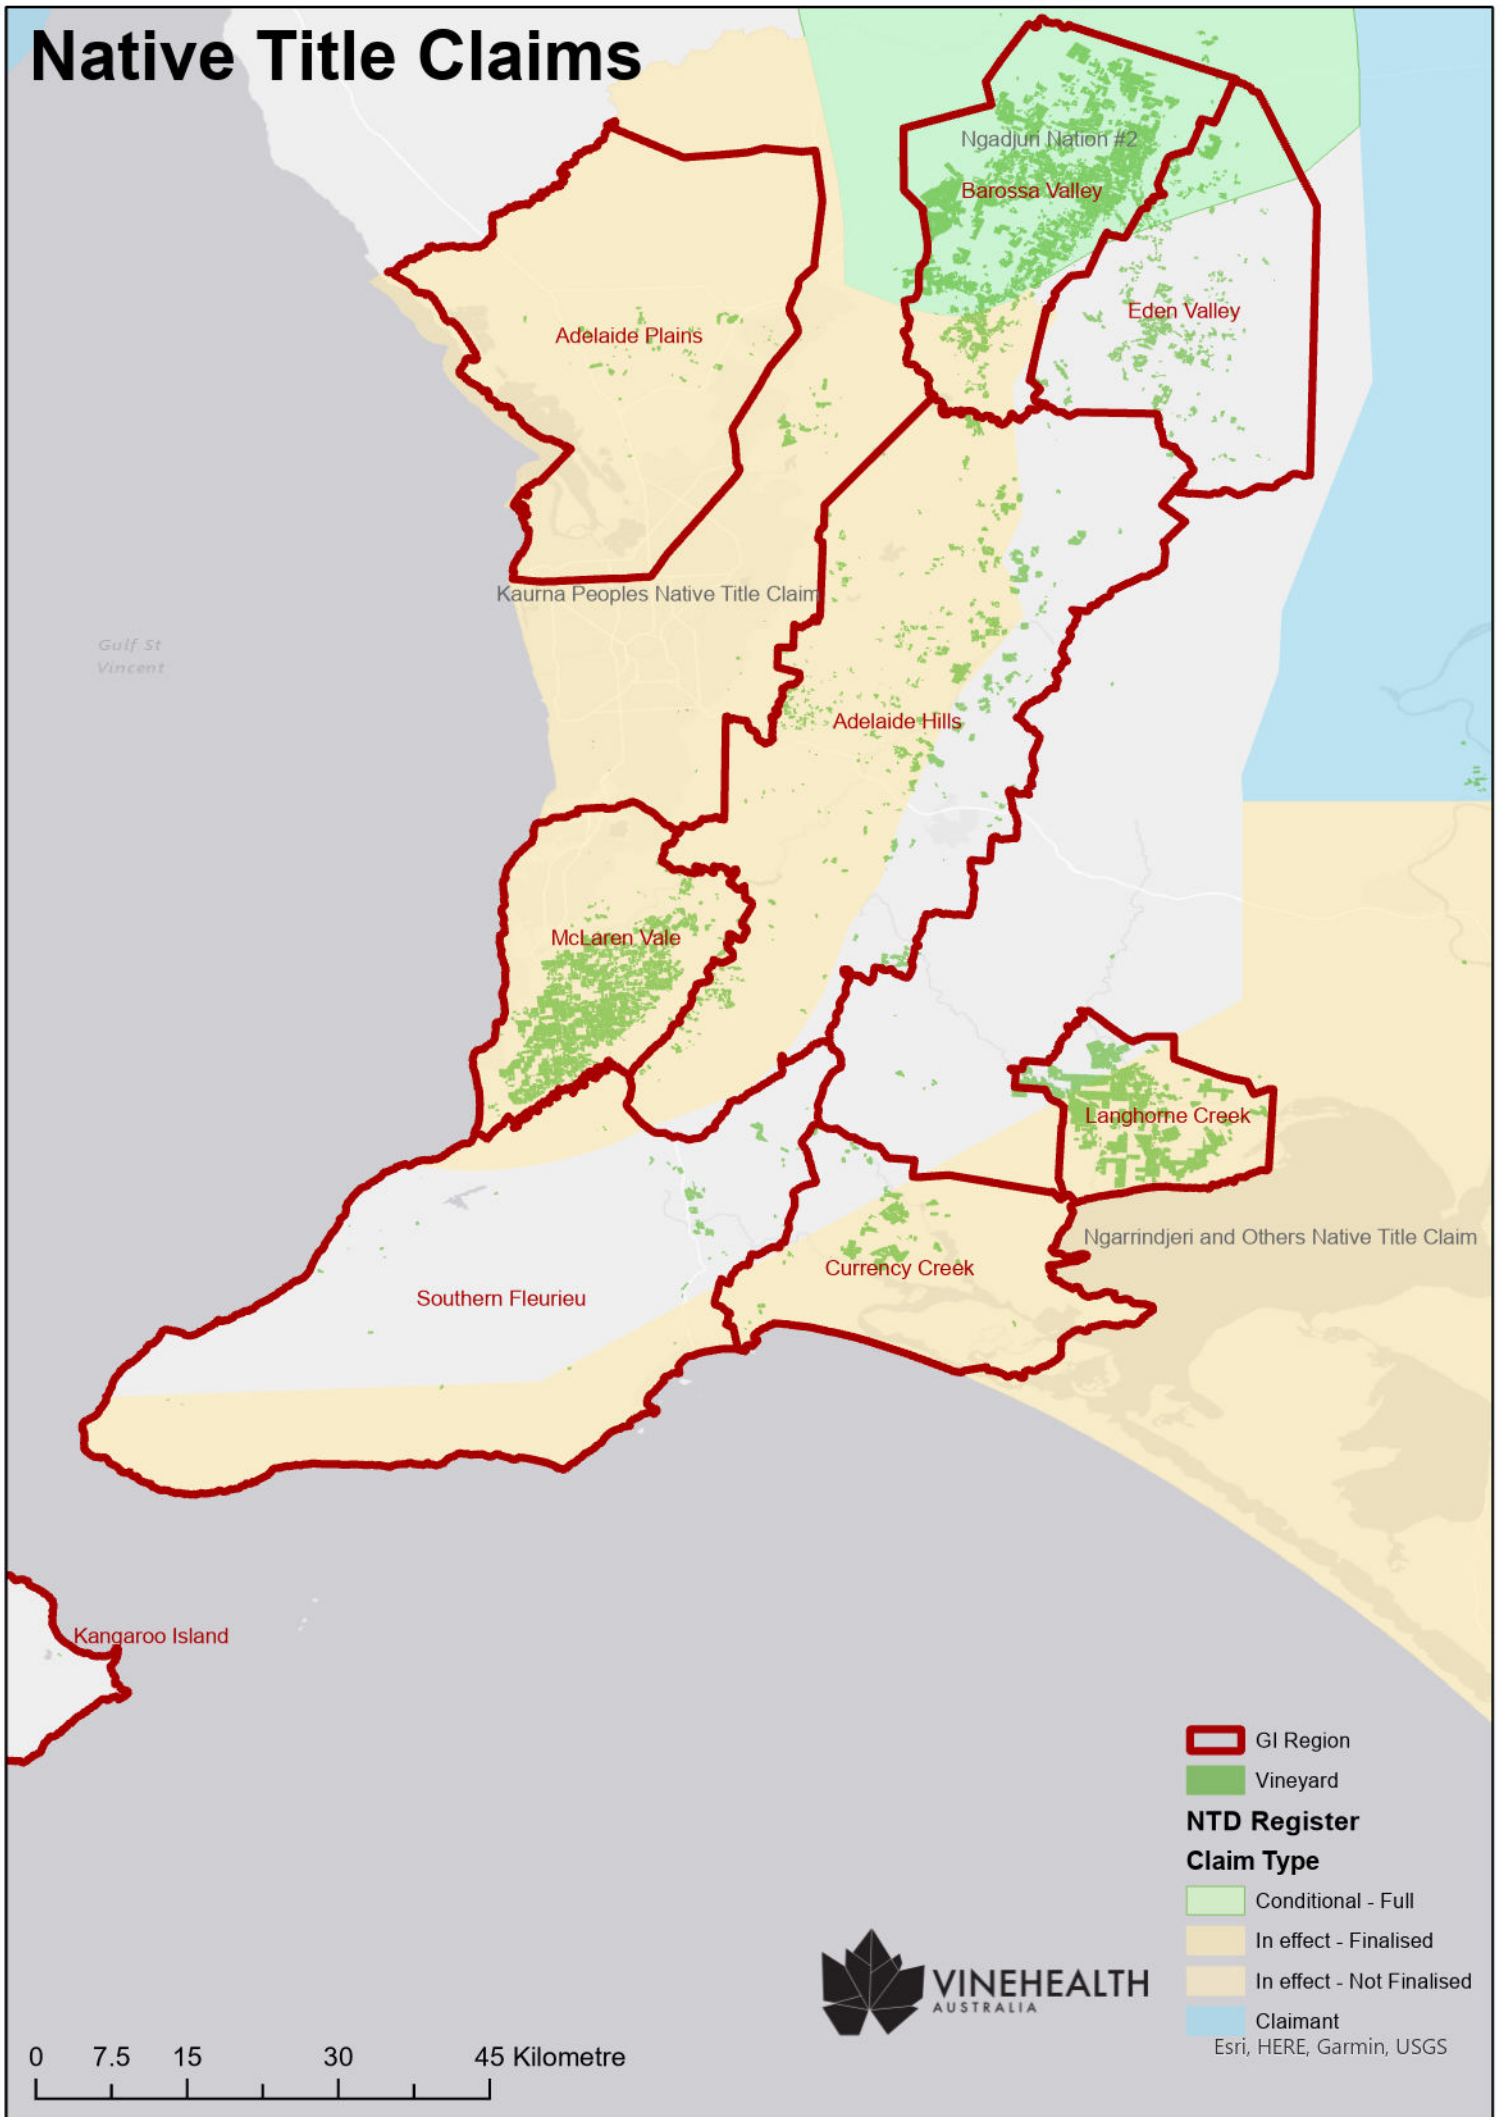 Native Title Claims
Ngadjuri Nation #2
Barossa Valley
Eden Valley
Adelaide Plains
Kaurna Peoples Native Title Claim
Gulf St
Vincent
Adelaide Hills
McLaren Vale
Langhorne Creek
Ngarrindjeri and Others Native Title Claim
Currency Creek
Southern Fleurieu
Kangaroo Island
GI Region
Vineyard
NTD Register
Claim Type
Conditional - Full
In effect - Finalised
In effect - Not Finalised
Claimant
Esri, HERE, Garmin, USGS
VINEHEALTH
AUSTRALIA
0 7.5 15 30 45 Kilometre